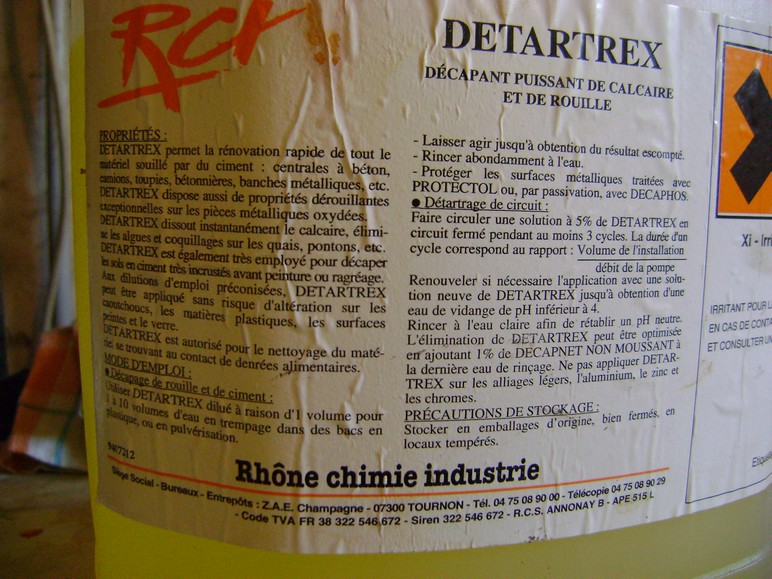 RCI
DETARTREX
DÉCAPANT PUISSANT DE CALCAIRE
ET DE ROUILLE
PROPRIÉTÉS :
DETARTREX permet la rénovation rapide de tout le
matériel souillé par du ciment : centrales à béton,
camions, toupies, bétonnières, banches métalliques, etc.
DETARTREX dispose aussi de propriétés dérouillantes
exceptionnelles sur les pièces métalliques oxydées.
DETARTREX dissout instantanément le calcaire, élimi-
ne les algues et coquillages sur les quais, pontons, etc.
DETARTREX est également très employé pour décaper
les sols en ciment très incrustés avant peinture ou ragréage.
Aux dilutions d'emploi préconisées, DETARTREX
peut être appliqué sans risque d'altération sur les
caoutchoucs, les matières plastiques, les surfaces
peintes et le verre.
DETARTREX est autorisé pour le nettoyage du maté-
riel se trouvant au contact de denrées alimentaires.
MODE D'EMPLOI :
● Décapage de rouille et de ciment :
Utiliser DETARTREX dilué à raison d'1 volume pour
1 à 10 volumes d'eau en trempage dans des bacs en
plastique, ou en pulvérisation.
9407212
- Laisser agir jusqu'à obtention du résultat escompté.
- Rincer abondamment à l'eau.
- Protéger les surfaces métalliques traitées avec
PROTECTOL ou, par passivation, avec DECAPHOS.
● Détartrage de circuit :
Faire circuler une solution à 5% de DETARTREX en
circuit fermé pendant au moins 3 cycles. La durée d'un
cycle correspond au rapport : Volume de l'installation
débit de la pompe
Renouveler si nécessaire l'application avec une solu-
tion neuve de DETARTREX jusqu'à obtention d'une
eau de vidange de pH inférieur à 4.
Rincer à l'eau claire afin de rétablir un pH neutre.
L'élimination de DETARTREX peut être optimisée
en ajoutant 1% de DECAPNET NON MOUSSANT à
la dernière eau de rinçage. Ne pas appliquer DETAR-
TREX sur les alliages légers, l'aluminium, le zinc et
les chromes.
PRÉCAUTIONS DE STOCKAGE :
Stocker en emballages d'origine, bien fermés, en
locaux tempérés.
Xi - Irri
IRRITANT POUR L
EN CAS DE CONTA
ET CONSULTER UN
Etiquet
Rhône chimie industrie
Siège Social - Bureaux - Entrepôts : Z.A.E. Champagne - 07300 TOURNON - Tél. 04 75 08 90 00 - Télécopie 04 75 08 90 29
- Code TVA FR 38 322 546 672 - Siren 322 546 672 - R.C.S. ANNONAY B - APE 515 L